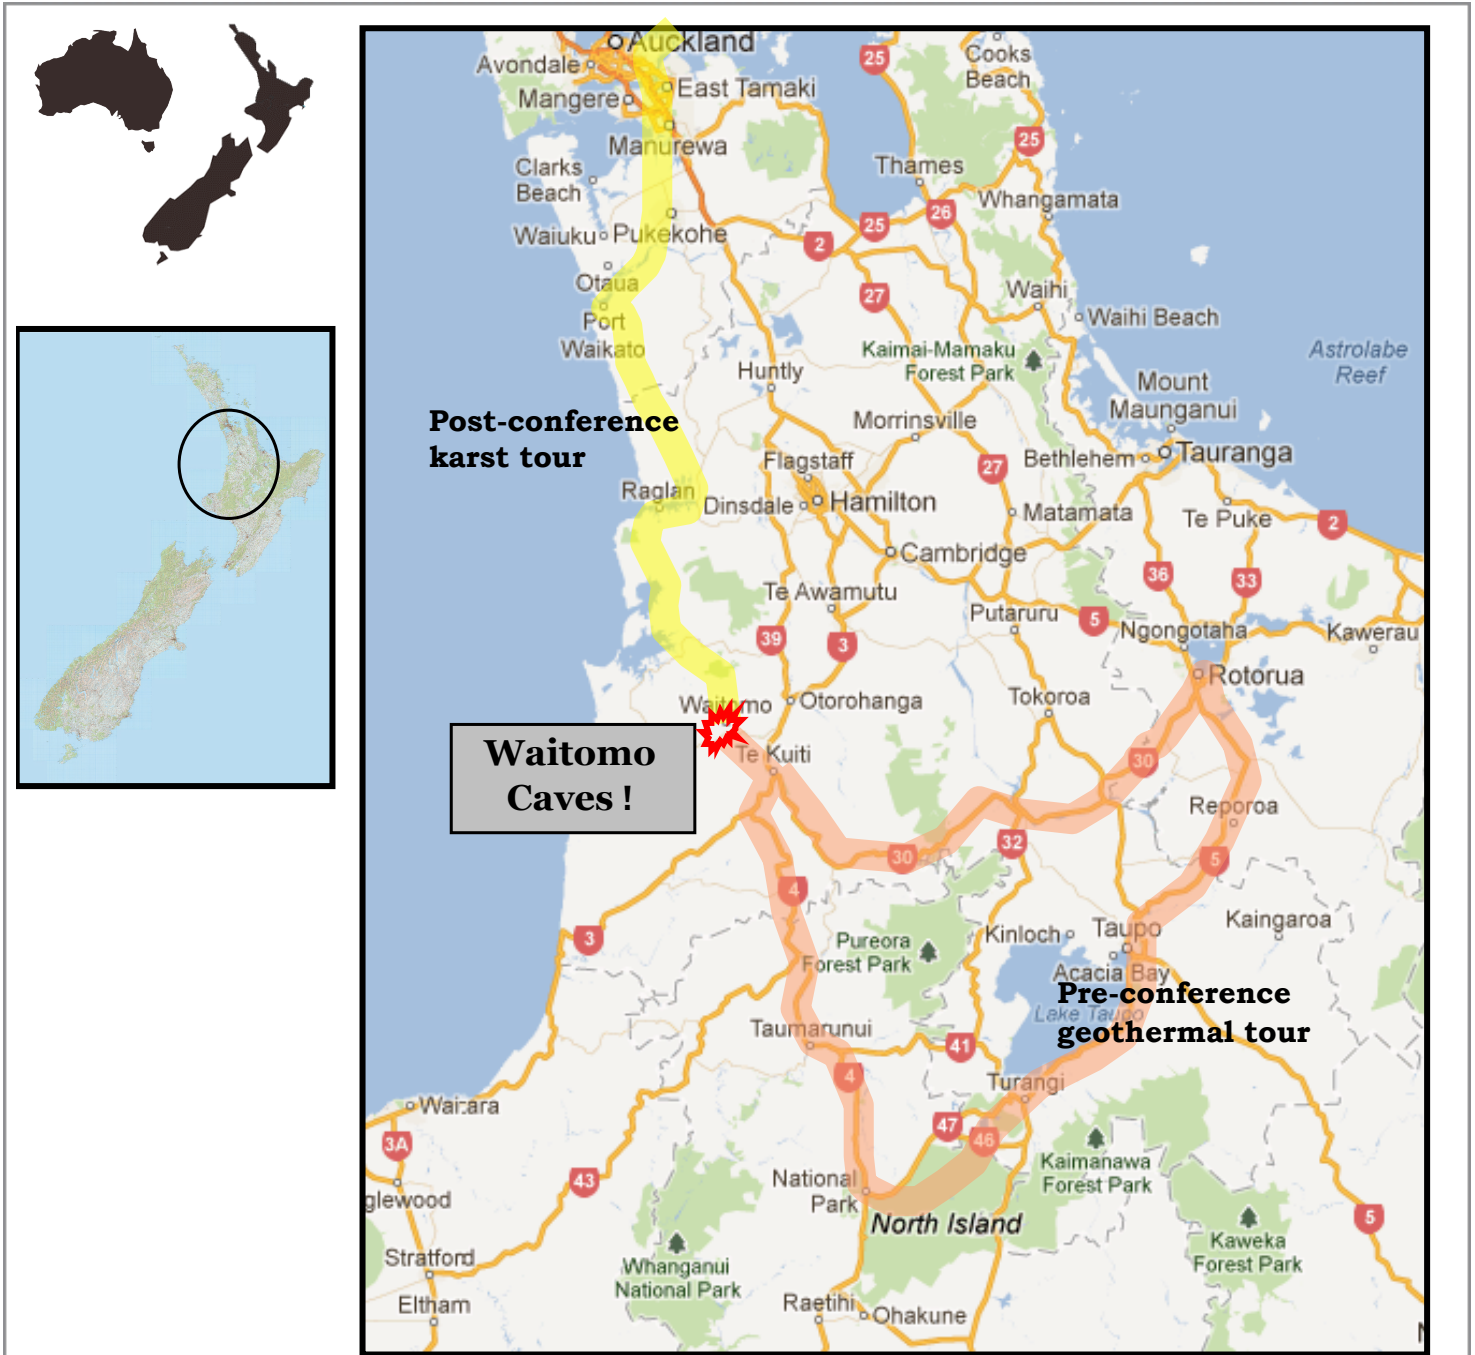 Auckland
Avondale
Mangere
East Tamaki
Manurewa
Clarks
Beach
Waiuku
Pukekohe
Otaua
Port
Waikato
25
Cooks
Beach
25
Thames
Whangamata
26
25
2
27
Waihi
Waihi Beach
Kaimai-Mamaku
Forest Park
Astrolabe
Reef
Huntly
Mount
Maunganui
Morrinsville
Post-conference
karst tour
Flagstaff
27
Bethlehem
Tauranga
Raglan
Dinsdale
Hamilton
Matamata
Te Puke
2
Cambridge
36
33
Te Awamutu
Putaruru
5
Ngongotaha
Kawerau
39
3
Rotorua
Waitomo
Otorohanga
Tokoroa
Waitomo
Caves !
Te Kuiti
30
Reporoa
30
32
5
4
3
Pureora
Forest Park
Kinloch
Taupo
Kaingaroa
Acacia Bay
Pre-conference
Lake Taupo
geothermal tour
Taumarunui
41
4
Turangi
Waitara
3A
47
46
Kaimanawa
Forest Park
43
National
Park
glewood
North Island
5
Kaweka
Forest Park
Stratford
Whanganui
National Park
Eltham
Raetihi
Ohakune